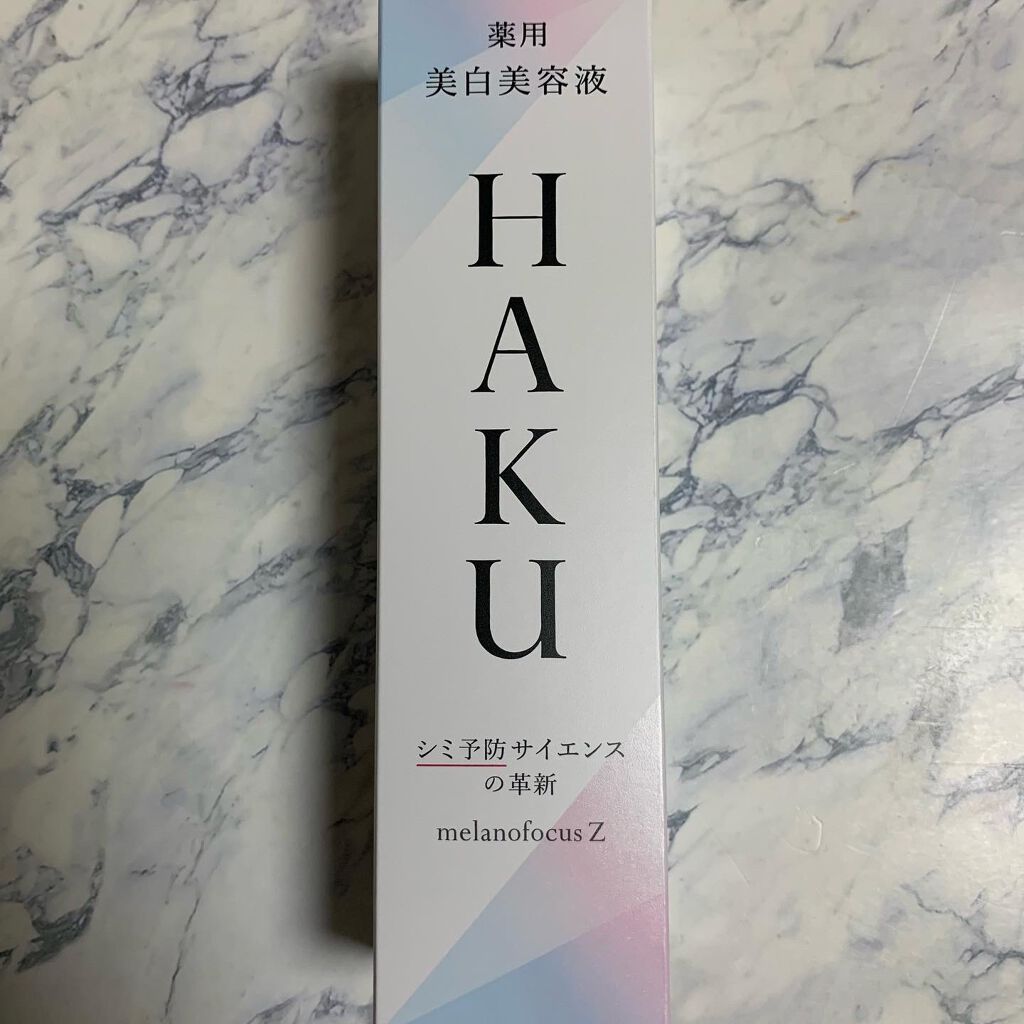 薬用
美白美容液
HAKU
シミ予防サイエンス
の革新
melanofocus Z